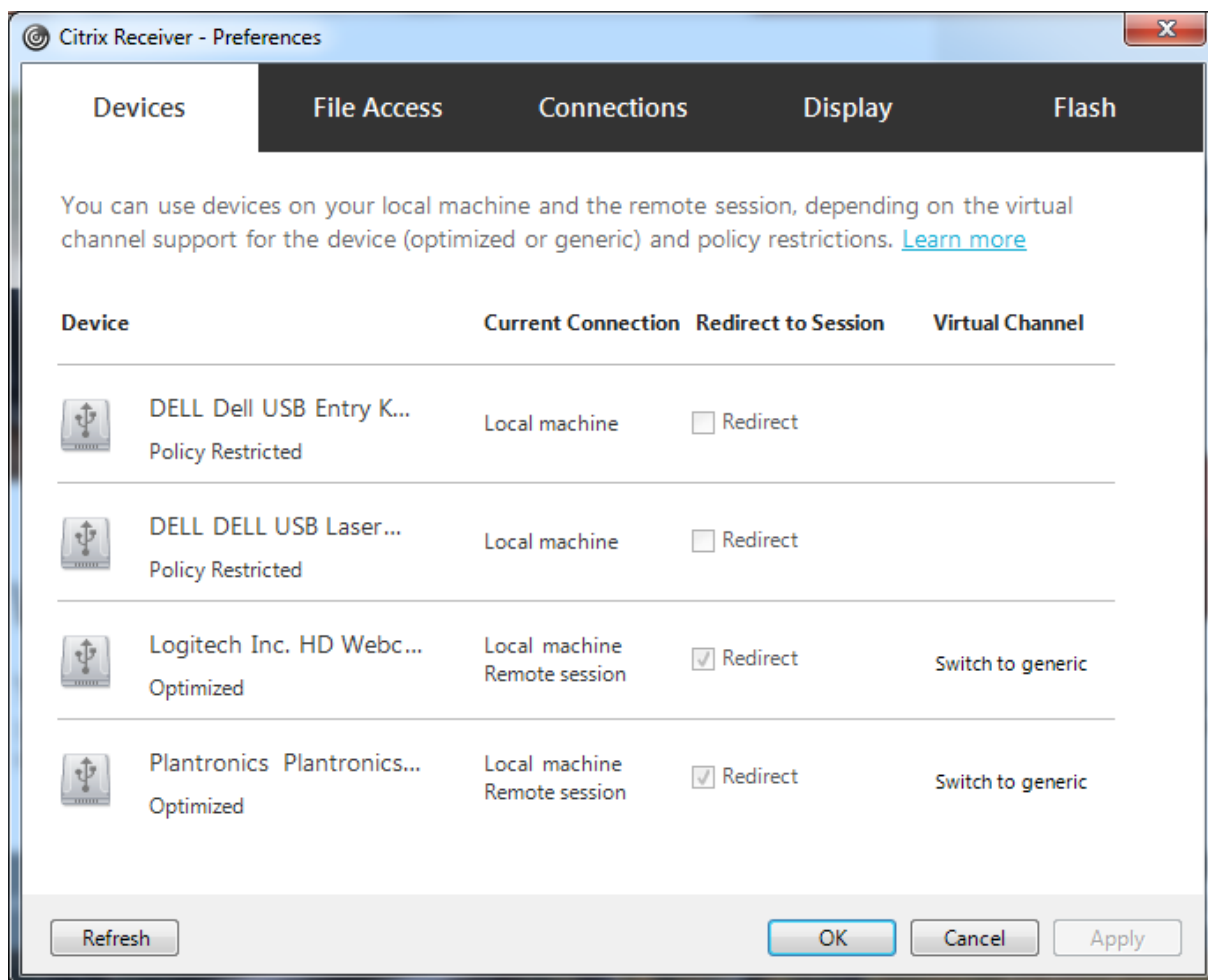 Citrix Receiver - Preferences
Devices File Access Connections Display Flash
You can use devices on your local machine and the remote session, depending on the virtual
channel support for the device (optimized or generic) and policy restrictions. Learn more
Device Current Connection Redirect to Session Virtual Channel
DELL Dell USB Entry K...
Policy Restricted
Local machine
Redirect
DELL DELL USB Laser...
Policy Restricted
Local machine
Redirect
Logitech Inc. HD Webc...
Optimized
Local machine
Remote session
Redirect
Switch to generic
Plantronics Plantronics...
Optimized
Local machine
Remote session
Redirect
Switch to generic
Refresh OK Cancel Apply